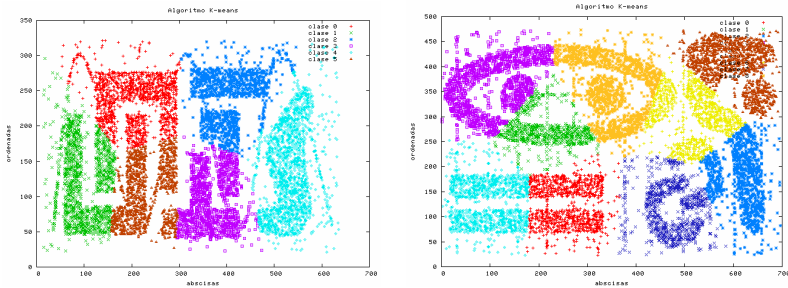 Algoritmo K-means
clase 0
clase 1
clase 2
clase 3
clase 4
clase 5
350
300
250
200
150
100
50
0
ordenadas
0 100 200 300 400 500 600 700
abscisas
Algoritmo K-means
clase 0
clase 1
500
450
400
350
300
250
200
150
100
50
0
ordenadas
0 100 200 300 400 500 600 700
abscisas